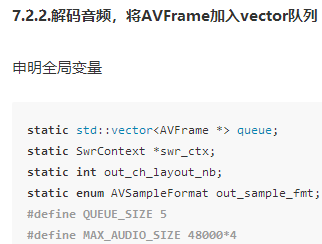 7.2.2.解码音频，将AVFrame加入vector队列
申明全局变量
static std::vector<AVFrame *> queue;
static SwrContext *swr_ctx;
static int out_ch_layout_nb;
static enum AVSampleFormat out_sample_fmt;
#define QUEUE_SIZE 5
#define MAX_AUDIO_SIZE 48000*4